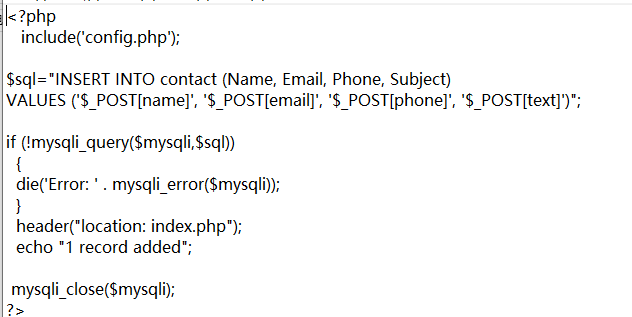 <?php
include('config.php');
$sql="INSERT INTO contact (Name, Email, Phone, Subject)
VALUES ('$_POST[name]', '$_POST[email]', '$_POST[phone]', '$_POST[text]')";
if (!mysqli_query($mysqli,$sql))
{
die('Error: ' . mysqli_error($mysqli));
}
header("location: index.php");
echo "1 record added";
mysqli_close($mysqli);
?>